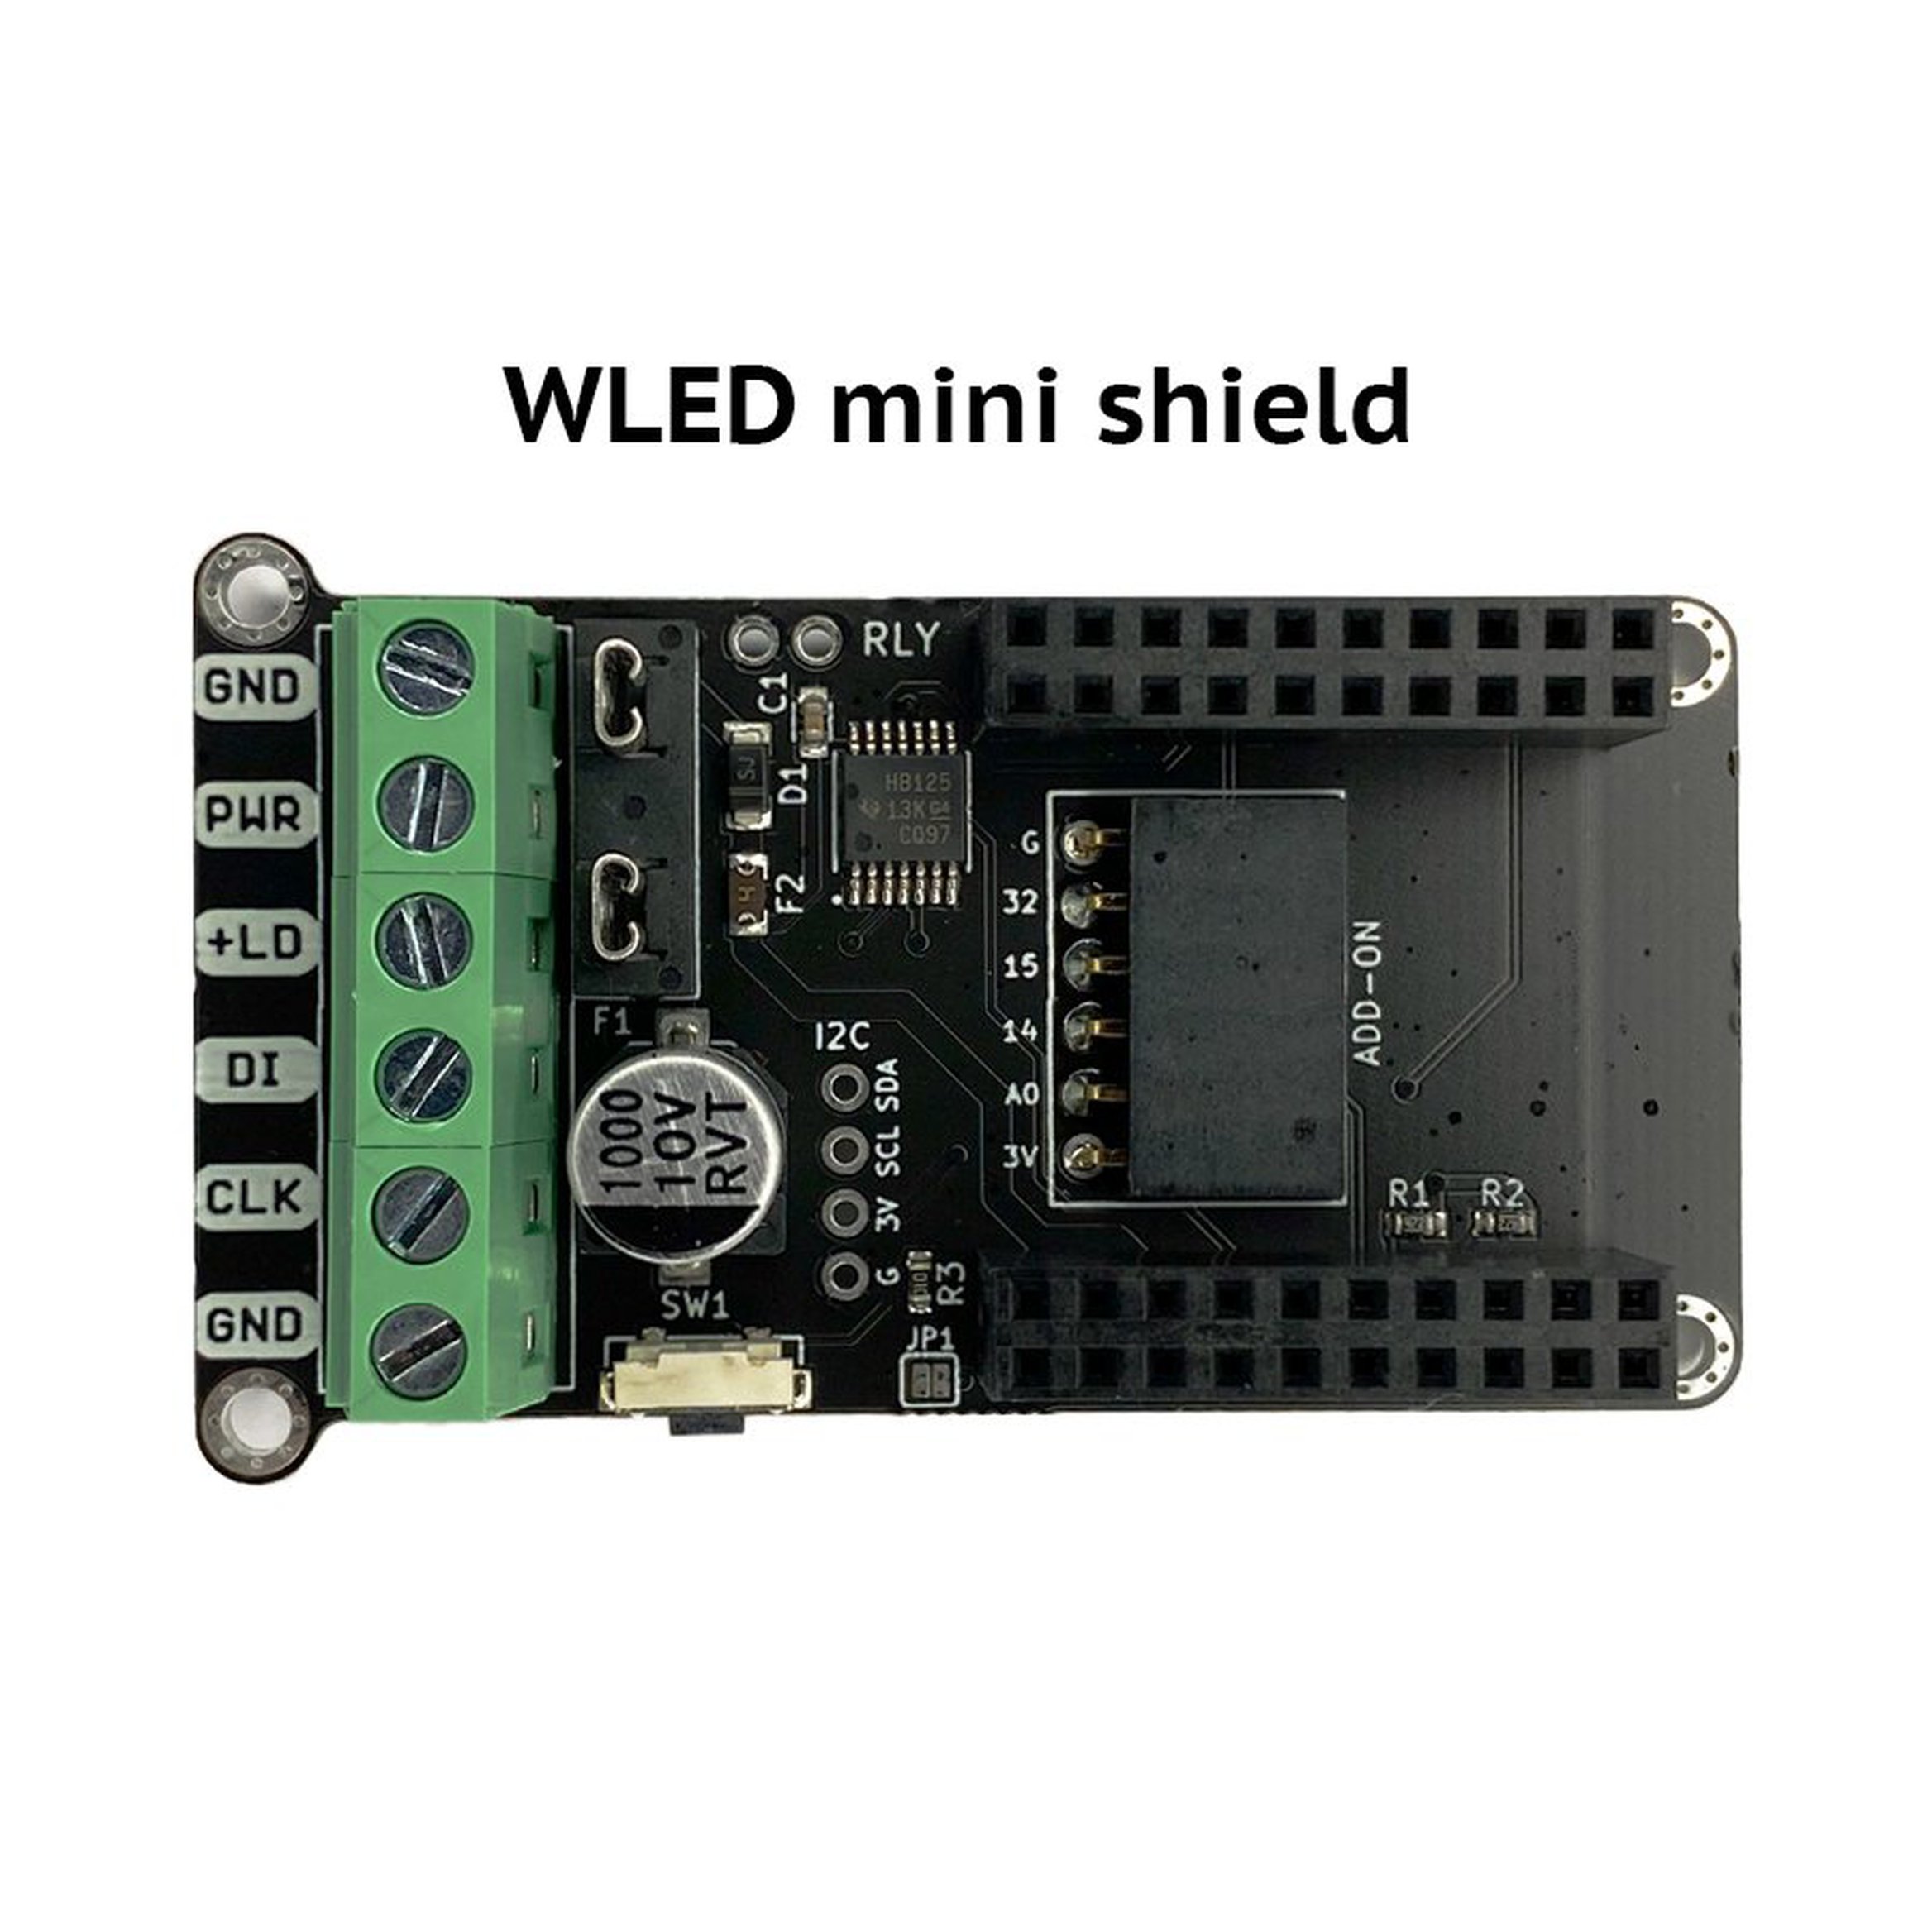 WLED mini shield
GND
PWR
+LD
DI
CLK
GND
RLY
C1
D1
SJ
F2
HB125
13K G4
CQ97
F1
1000
10V
RVT
I2C
SDA
SCL
3V
G
SW1
R3
JP1
G
32
15
14
A0
3V
ADD-ON
R1
R2